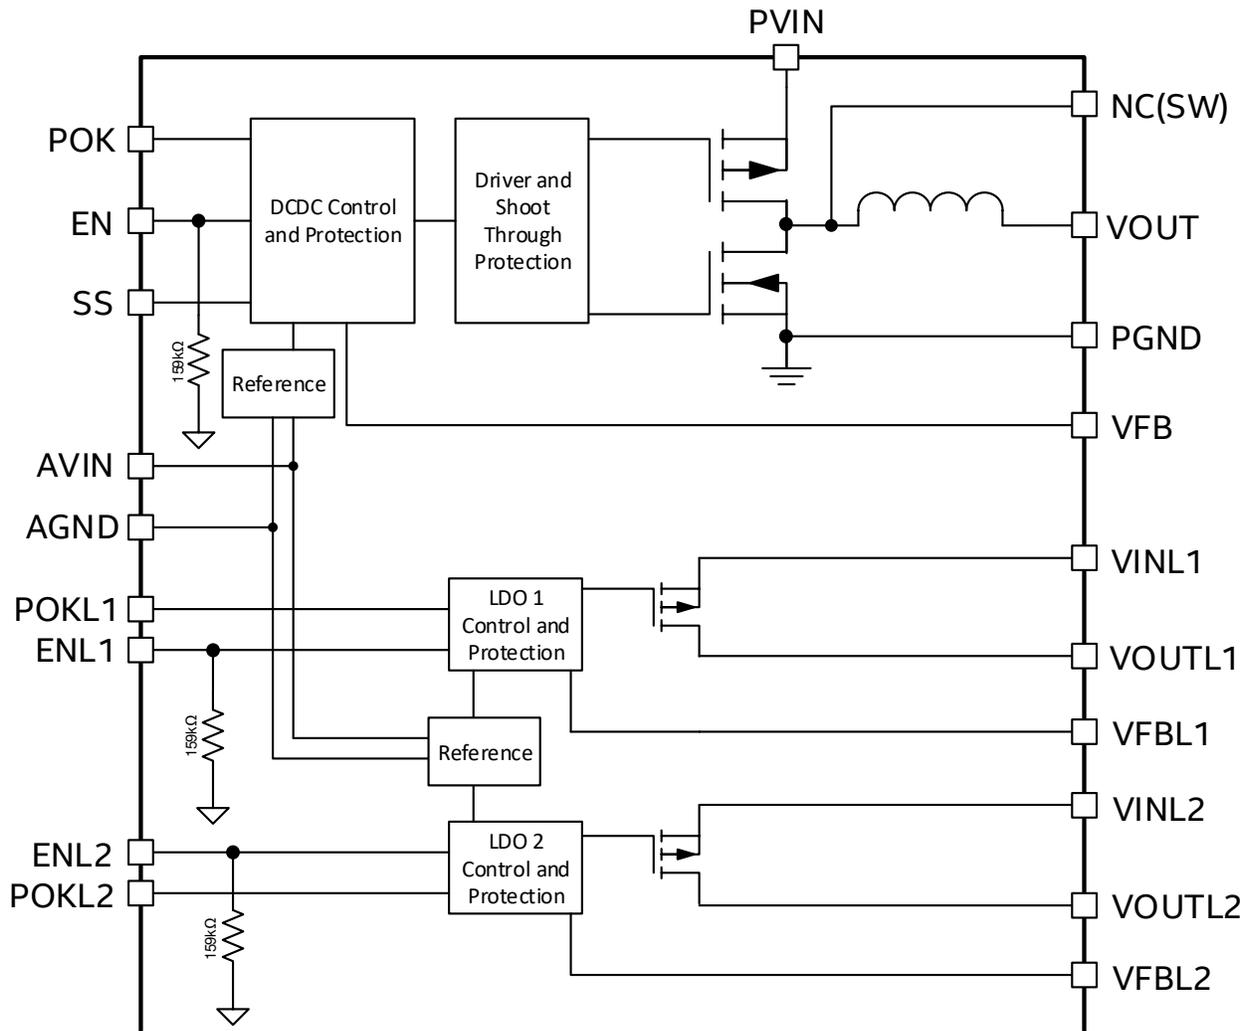 PVIN
NC(SW)
POK
DCDC Control
and Protection
Driver and
Shoot
Through
Protection
EN
VOUT
SS
159kΩ
Reference
PGND
VFB
AVIN
AGND
VINL1
POKL1
LDO 1
Control and
Protection
ENL1
VOUTL1
159kΩ
Reference
VFBL1
VINL2
ENL2
LDO 2
Control and
Protection
POKL2
VOUTL2
159kΩ
VFBL2